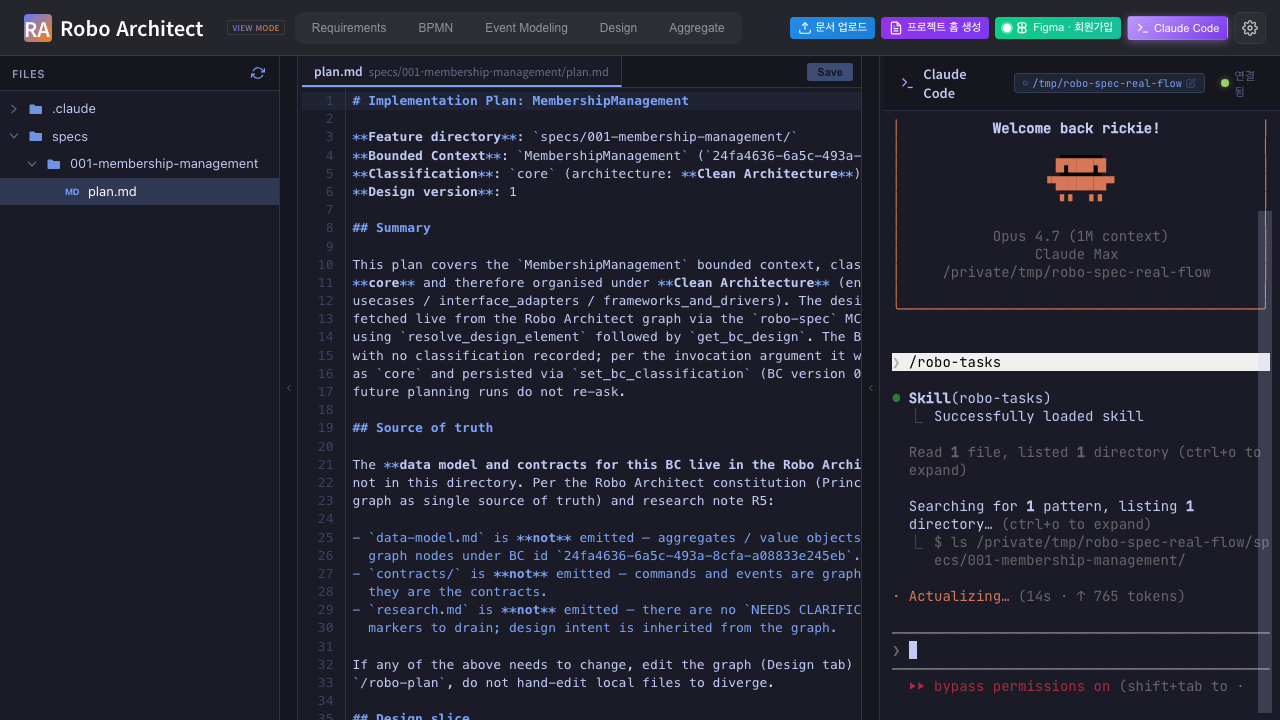 RA Robo Architect
VIEW MODE
Requirements BPMN Event Modeling Design Aggregate
문서 업로드
프로젝트 홈 생성
Figma · 회원가입
Claude Code
FILES
.claude
specs
001-membership-management
MD plan.md
plan.md specs/001-membership-management/plan.md
Save
1 # Implementation Plan: MembershipManagement
2
3 **Feature directory**: `specs/001-membership-management/`
4 **Bounded Context**: `MembershipManagement` (`24fa4636-6a5c-493a-
5 **Classification**: `core` (architecture: **Clean Architecture**)
6 **Design version**: 1
7
8 ## Summary
9
10 This plan covers the `MembershipManagement` bounded context, clas
11 **core** and therefore organised under **Clean Architecture** (en
12 usecases / interface_adapters / frameworks_and_drivers). The desi
13 fetched live from the Robo Architect graph via the `robo-spec` MC
14 using `resolve_design_element` followed by `get_bc_design`. The B
15 with no classification recorded; per the invocation argument it w
16 as `core` and persisted via `set_bc_classification` (BC version 0
17 future planning runs do not re-ask.
18
19 ## Source of truth
20
21 The **data model and contracts for this BC live in the Robo Archi
22 not in this directory. Per the Robo Architect constitution (Princ
23 graph as single source of truth) and research note R5:
24
25 – `data-model.md` is **not** emitted — aggregates / value objects
26 graph nodes under BC id `24fa4636-6a5c-493a-8cfa-a08833e245eb`.
27 – `contracts/` is **not** emitted — commands and events are graph
28 they are the contracts.
29 – `research.md` is **not** emitted — there are no `NEEDS CLARIFIC
30 markers to drain; design intent is inherited from the graph.
31
32 If any of the above needs to change, edit the graph (Design tab)
33 `/robo-plan`, do not hand-edit local files to diverge.
34
35 ## Design slice
Claude
Code
/tmp/robo-spec-real-flow
연결
됨
Welcome back rickie!
Opus 4.7 (1M context)
Claude Max
/private/tmp/robo-spec-real-flow
❯ /robo-tasks
● Skill(robo-tasks)
⎿ Successfully loaded skill
Read 1 file, listed 1 directory (ctrl+o to
expand)
Searching for 1 pattern, listing 1
directory… (ctrl+o to expand)
⎿ $ ls /private/tmp/robo-spec-real-flow/sp
ecs/001-membership-management/
· Actualizing… (14s · ↑ 765 tokens)
❯
⏵⏵ bypass permissions on (shift+tab to ·